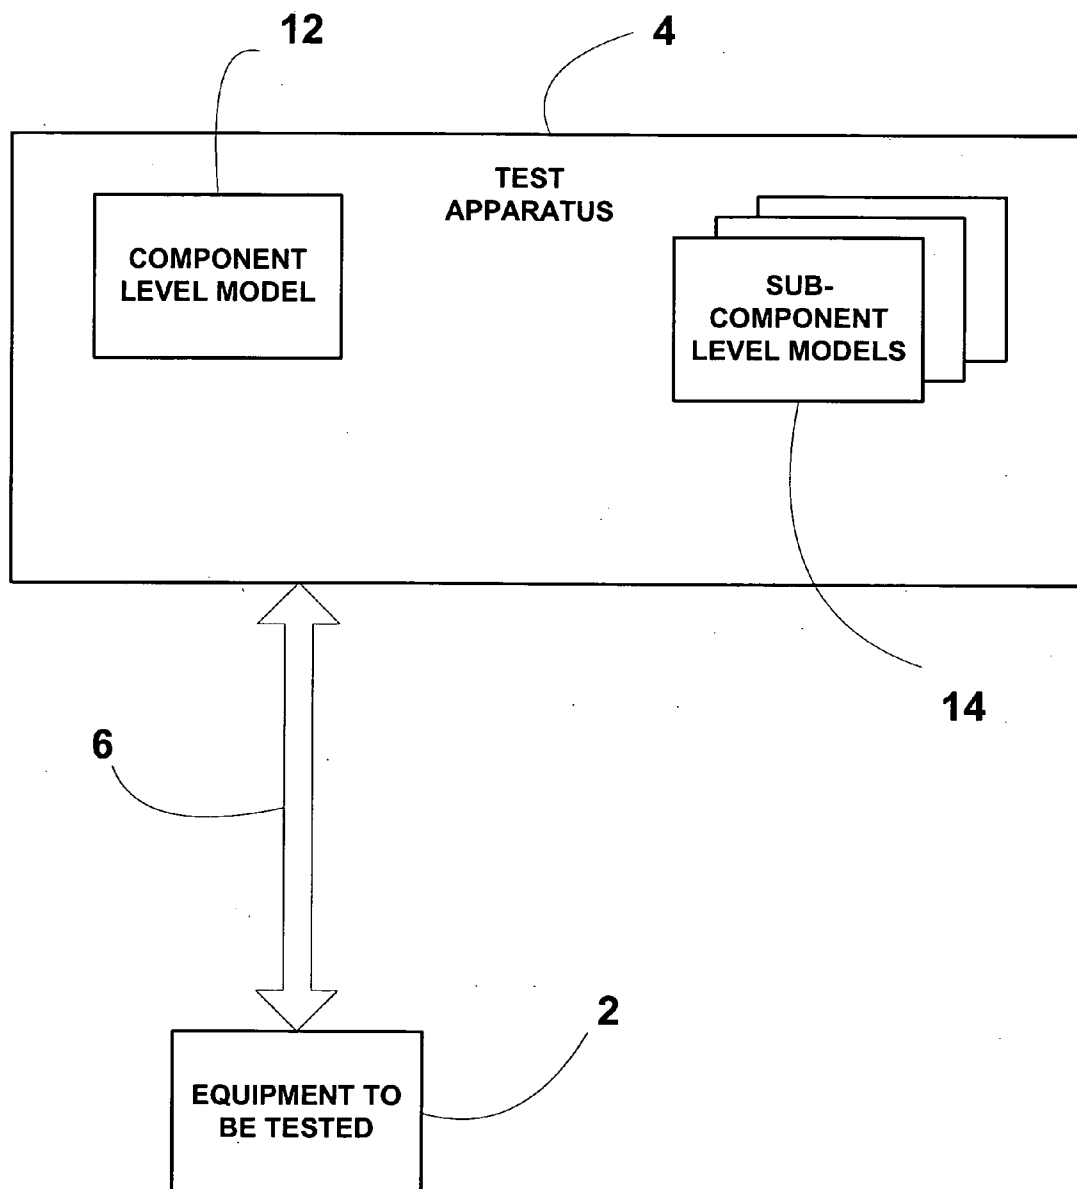 12
4
TEST
APPARATUS
COMPONENT
LEVEL MODEL
SUB-
COMPONENT
LEVEL MODELS
14
6
2
EQUIPMENT TO
BE TESTED